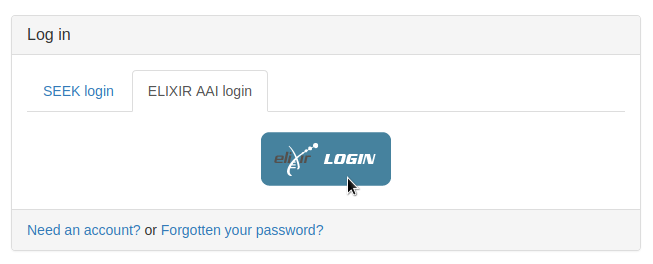 Log in
SEEK login
ELIXIR AAI login
elixir LOGIN
Need an account? or Forgotten your password?